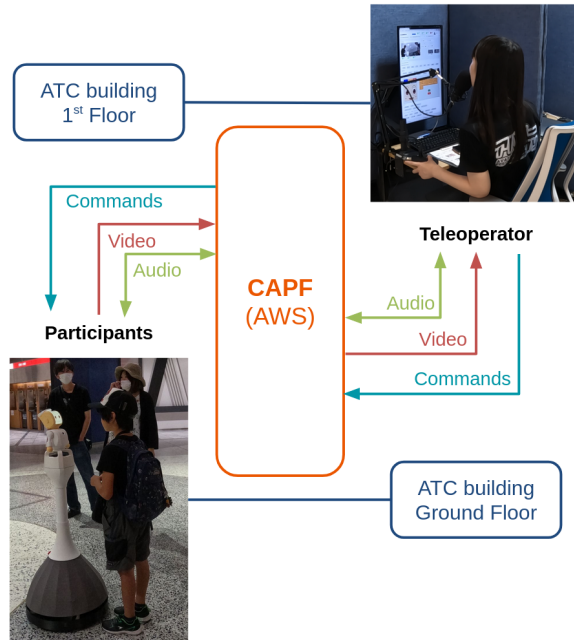 ATC building
1st Floor
Commands
Video
Audio
Participants
CAPF
(AWS)
Teleoperator
Audio
Video
Commands
ATC building
Ground Floor